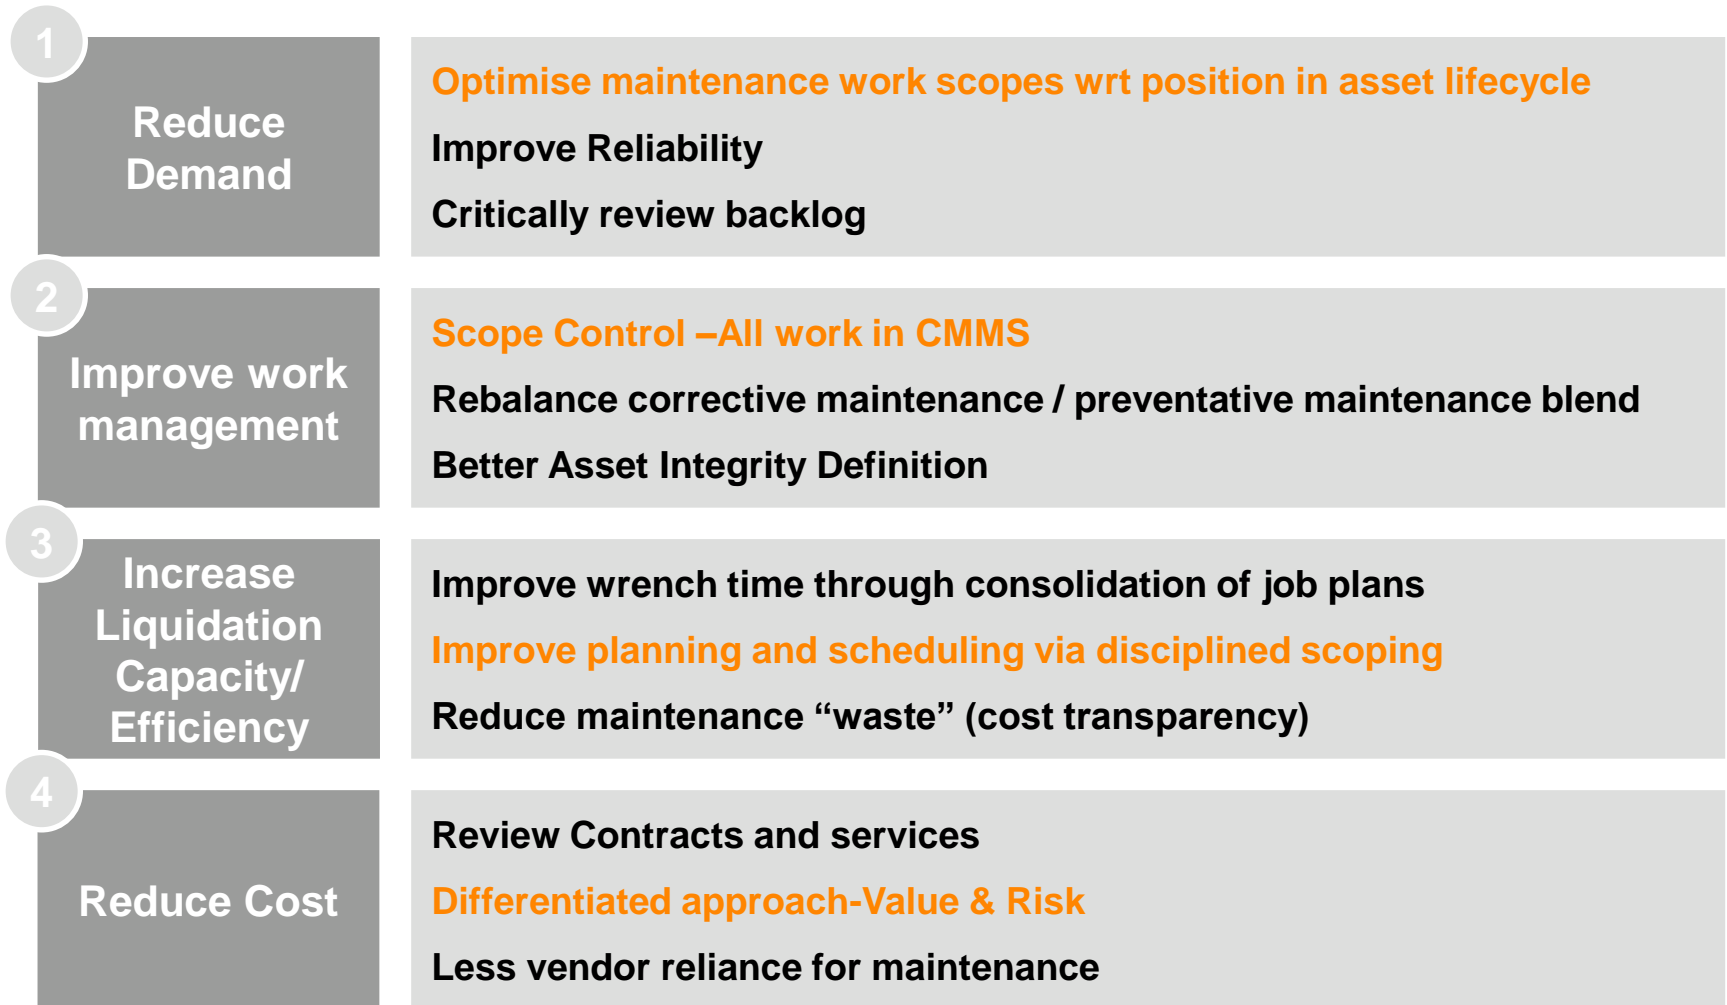 1
Reduce
Demand
Optimise maintenance work scopes wrt position in asset lifecycle
Improve Reliability
Critically review backlog
2
Improve work
management
Scope Control –All work in CMMS
Rebalance corrective maintenance / preventative maintenance blend
Better Asset Integrity Definition
3
Increase
Liquidation
Capacity/
Efficiency
Improve wrench time through consolidation of job plans
Improve planning and scheduling via disciplined scoping
Reduce maintenance “waste” (cost transparency)
4
Reduce Cost
Review Contracts and services
Differentiated approach-Value & Risk
Less vendor reliance for maintenance